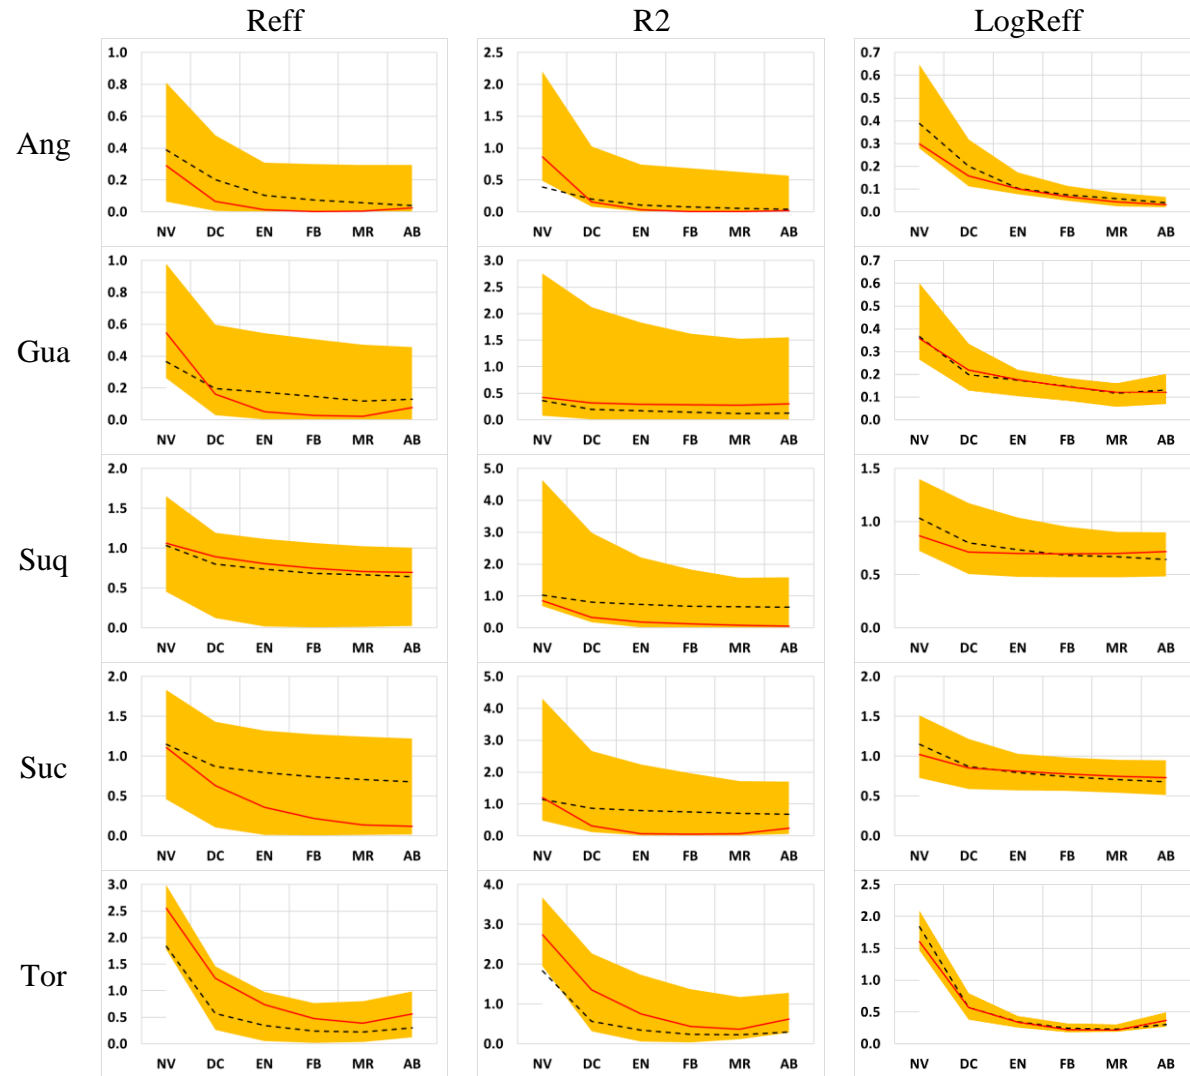 Reff R2 LogReff
Ang
1.0 0.8 0.6 0.4 0.2 0.0
NV DC EN FB MR AB
2.5 2.0 1.5 1.0 0.5 0.0
NV DC EN FB MR AB
0.7 0.6 0.5 0.4 0.3 0.2 0.1 0.0
NV DC EN FB MR AB
Gua
1.0 0.8 0.6 0.4 0.2 0.0
NV DC EN FB MR AB
3.0 2.5 2.0 1.5 1.0 0.5 0.0
NV DC EN FB MR AB
0.7 0.6 0.5 0.4 0.3 0.2 0.1 0.0
NV DC EN FB MR AB
Suq
2.0 1.5 1.0 0.5 0.0
NV DC EN FB MR AB
5.0 4.0 3.0 2.0 1.0 0.0
NV DC EN FB MR AB
1.5 1.0 0.5 0.0
NV DC EN FB MR AB
Suc
2.0 1.5 1.0 0.5 0.0
NV DC EN FB MR AB
5.0 4.0 3.0 2.0 1.0 0.0
NV DC EN FB MR AB
2.0 1.5 1.0 0.5 0.0
NV DC EN FB MR AB
Tor
3.0 2.5 2.0 1.5 1.0 0.5 0.0
NV DC EN FB MR AB
4.0 3.0 2.0 1.0 0.0
NV DC EN FB MR AB
2.5 2.0 1.5 1.0 0.5 0.0
NV DC EN FB MR AB